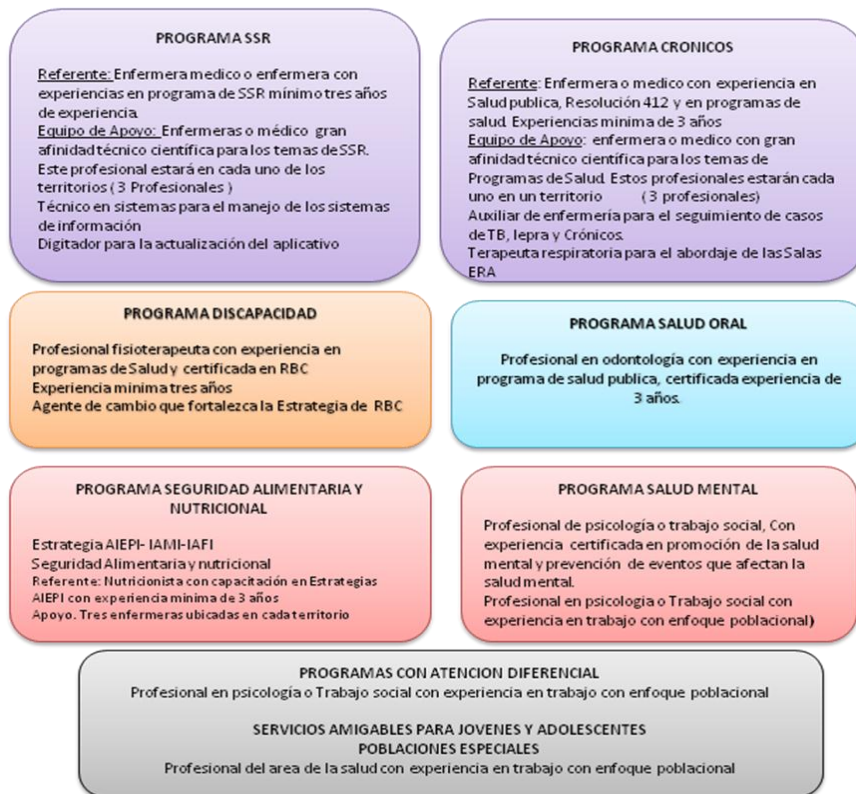 PROGRAMA SSR
Referente: Enfermera medico o enfermera con
experiencias en programa de SSR mínimo tres años
de experiencia.
Equipo de Apoyo: Enfermeras o médico gran
afinidad técnico científica para los temas de SSR.
Este profesional estará en cada uno de los
territorios ( 3 Profesionales )
Técnico en sistemas para el manejo de los sistemas
de información
Digitador para la actualización del aplicativo
PROGRAMA CRONICOS
Referente: Enfermera o medico con experiencia en
Salud publica, Resolución 412 y en programas de
salud. Experiencias minima de 3 años
Equipo de Apoyo: enfermera o medico con gran
afinidad técnico científica para los temas de
Programas de Salud. Estos profesionales estarán cada
uno en un territorio ( 3 profesionales)
Auxiliar de enfermería para el seguimiento de casos
de TB, lepra y Crónicos.
Terapeuta respiratoria para el abordaje de las Salas
ERA
PROGRAMA DISCAPACIDAD
Profesional fisioterapeuta con experiencia en
programas de Salud y certificada en RBC
Experiencia minima tres años
Agente de cambio que fortalezca la Estrategia de RBC
PROGRAMA SALUD ORAL
Profesional en odontología con experiencia en
programa de salud publica, certificada experiencia de
3 años.
PROGRAMA SEGURIDAD ALIMENTARIA Y
NUTRICIONAL
Estrategia AIEPI- IAMI-IAFI
Seguridad Alimentaria y nutricional
Referente: Nutricionista con capacitación en Estrategias
AIEPI con experiencia minima de 3 años
Apoyo. Tres enfermeras ubicadas en cada territorio
PROGRAMA SALUD MENTAL
Profesional de psicología o trabajo social, Con
experiencia certificada en promoción de la salud
mental y prevención de eventos que afectan la
salud mental.
Profesional en psicologia o Trabajo social con
experiencia en trabajo con enfoque poblacional)
PROGRAMAS CON ATENCION DIFERENCIAL
Profesional en psicología o Trabajo social con experiencia en trabajo con enfoque poblacional
SERVICIOS AMIGABLES PARA JOVENES Y ADOLESCENTES
POBLACIONES ESPECIALES
Profesional del area de la salud con experiencia en trabajo con enfoque poblacional